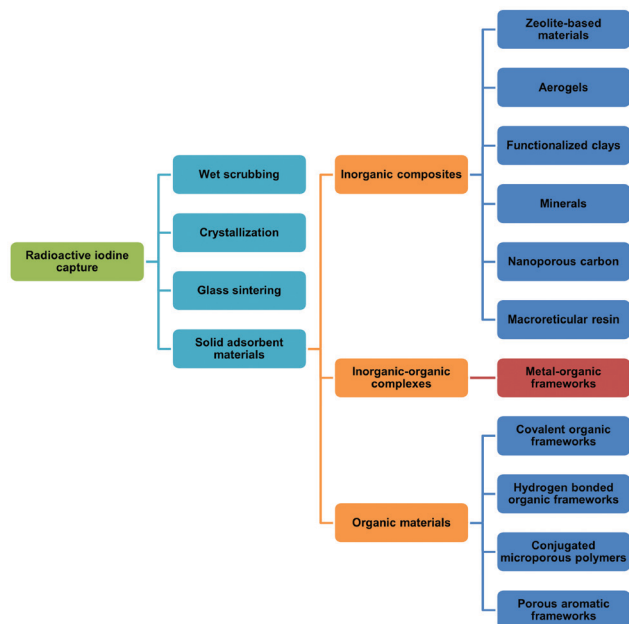 Radioactive iodine
capture
Wet scrubbing
Crystallization
Glass sintering
Solid adsorbent
materials
Inorganic composites
Inorganic-organic
complexes
Organic materials
Zeolite-based
materials
Aerogels
Functionalized clays
Minerals
Nanoporous carbon
Macroreticular resin
Metal-organic
frameworks
Covalent organic
frameworks
Hydrogen bonded
organic frameworks
Conjugated
microporous polymers
Porous aromatic
frameworks